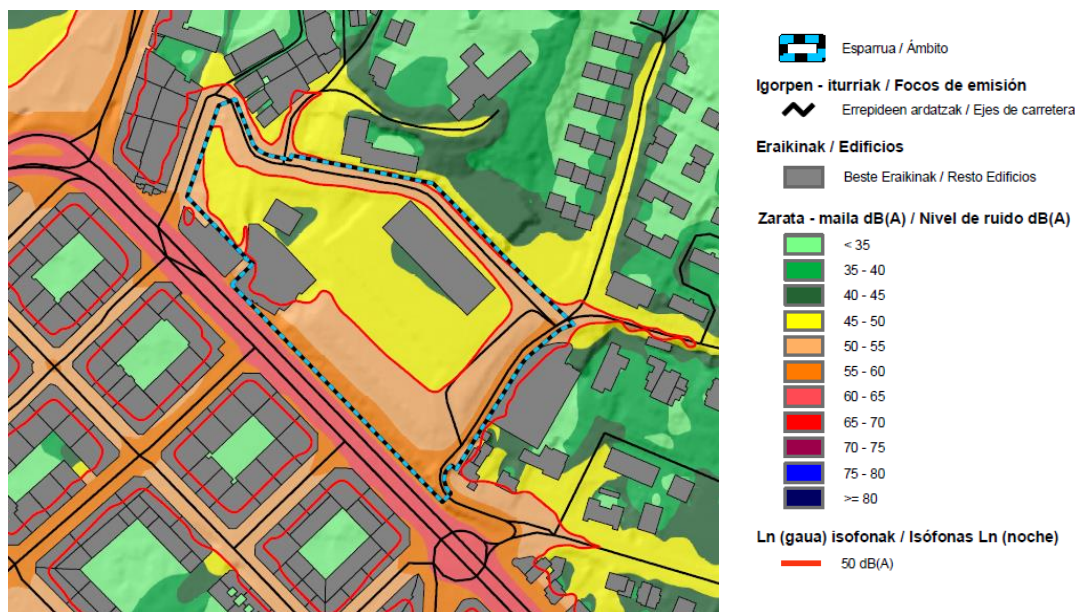 Esparrua / Ámbito
Igorpen - iturriak / Focos de emisión
Errepideen ardatzak / Ejes de carretera
Eraikinak / Edificios
Beste Eraikinak / Resto Edificios
Zarata - maila dB(A) / Nivel de ruido dB(A)
< 35
35 - 40
40 - 45
45 - 50
50 - 55
55 - 60
60 - 65
65 - 70
70 - 75
75 - 80
>= 80
Ln (gaua) isofonak / Isófonas Ln (noche)
50 dB(A)